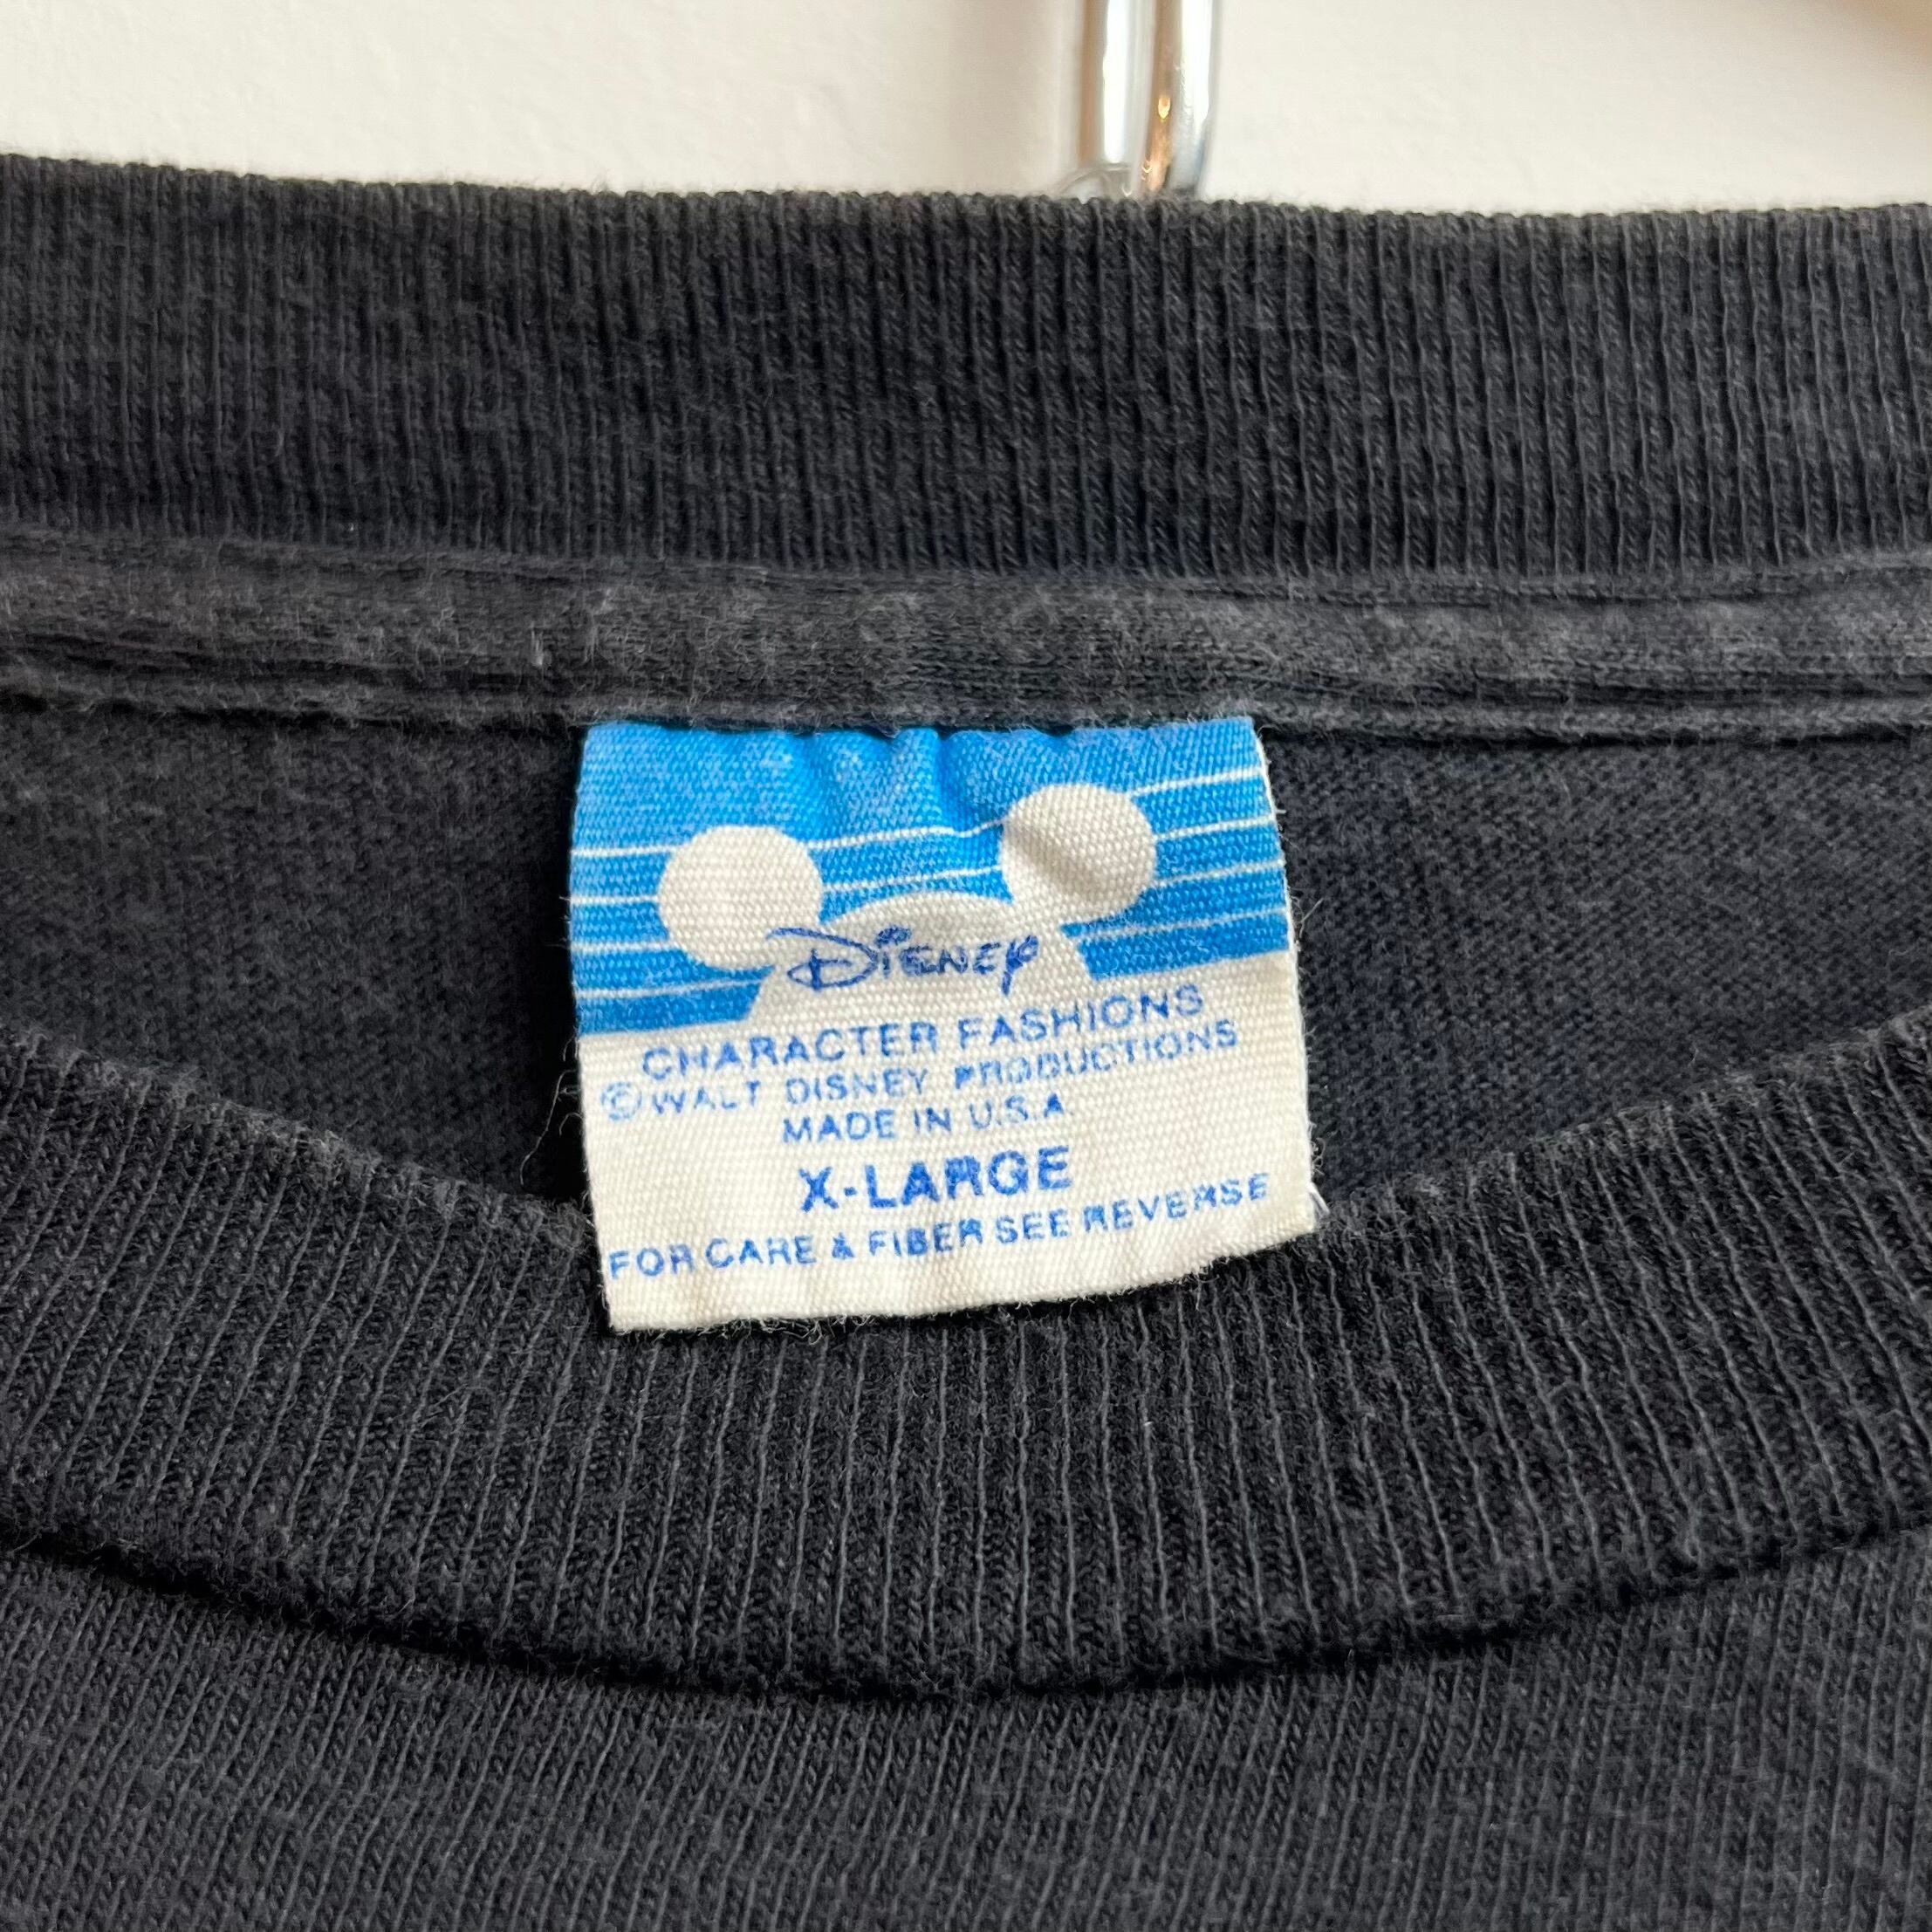 Disney
CHARACTER FASHIONS
©WALT DISNEY PRODUCTIONS
MADE IN U.S.A
X-LARGE
FOR CARE & FIBER SEE REVERSE